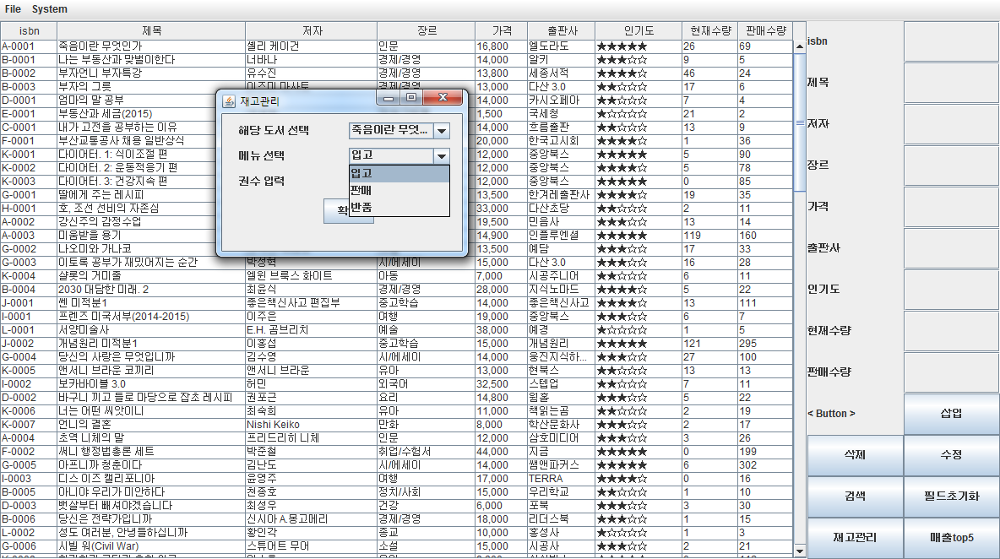 File System
isbn 제목 저자 장르 가격 출판사 인기도 현재수량 판매수량
A-0001 죽음이란 무엇인가 셸리 케이건 인문 16,800 엘도라도 ★★★★★ 26 69
B-0001 나는 부동산과 맞벌이한다 너바나 경제/경영 14,000 알키 ★★★☆☆ 9 5
B-0002 부자언니 부자특강 유수진 경제/경영 13,800 세종서적 ★★★★☆ 46 24
B-0003 부자의 그릇 이즈미 마사토 경제/경영 13,000 다산 3.0 ★★☆☆☆ 17 6
D-0001 엄마의 말 공부 14,000 카시오페아 ★★☆☆☆ 7 4
E-0001 부동산과 세금(2015) 1,500 국세청 ★☆☆☆☆ 21 2
C-0001 내가 고전을 공부하는 이유 14,000 흐름출판 ★★☆☆☆ 13 9
F-0001 부산교통공사 채용 일반상식 20,000 한국고시회 ★★★★☆ 1 36
K-0001 다이어터. 1: 식이조절 편 12,000 중앙북스 ★★★★★ 5 90
K-0002 다이어터. 2: 운동적응기 편 12,000 중앙북스 ★★★★★ 5 78
K-0003 다이어터. 3: 건강지속 편 12,000 중앙북스 ★★★★★ 0 85
G-0001 딸에게 주는 레시피 13,500 한겨레출판사 ★★★★☆ 19 35
H-0001 호, 조선 선비의 자존심 33,000 다산초당 ★★☆☆☆ 2 11
A-0002 강신주의 감정수업 19,500 민음사 ★★★☆☆ 13 13
A-0003 미움받을 용기 14,900 인플루엔셜 ★★★★★ 119 160
G-0002 나오미와 가나코 13,500 예담 ★★★☆☆ 17 33
G-0003 이토록 공부가 재밌어지는 순간 박성혁 시/에세이 15,000 다산 3.0 ★★★☆☆ 16 28
K-0004 샬롯의 거미줄 엘윈 브룩스 화이트 아동 7,000 시공주니어 ★★☆☆☆ 6 11
B-0004 2030 대담한 미래. 2 최윤식 경제/경영 28,000 지식노마드 ★★★★☆ 5 22
J-0001 쎈 미적분1 좋은책신사고 편집부 중고학습 14,000 좋은책신사고 ★★★★☆ 13 111
I-0001 프렌즈 미국서부(2014-2015) 이주은 여행 19,000 중앙북스 ★★★☆☆ 6 7
L-0001 서양미술사 E.H. 곰브리치 예술 38,000 예경 ★☆☆☆☆ 1 5
J-0002 개념원리 미적분1 이홍섭 중고학습 15,000 개념원리 ★★★★★ 121 295
G-0004 당신의 사랑은 무엇입니까 김수영 시/에세이 14,000 웅진지식하... ★★★★☆ 27 100
K-0005 앤서니 브라운 코끼리 앤서니 브라운 유아 13,000 현북스 ★★☆☆☆ 13 13
I-0002 보카바이블 3.0 허민 외국어 32,500 스텝업 ★★☆☆☆ 7 11
D-0002 바구니 끼고 들로 마당으로 잡초 레시피 권포근 요리 14,800 웜홀 ★★★☆☆ 5 22
K-0006 너는 어떤 씨앗이니 최숙희 유아 11,000 책읽는곰 ★★☆☆☆ 2 19
K-0007 언니의 결혼 Nishi Keiko 만화 8,000 학산문화사 ★★☆☆☆ 2 17
A-0004 초역 니체의 말 프리드리히 니체 인문 12,000 삼호미디어 ★★★☆☆ 3 26
F-0002 써니 행정법총론 세트 박준철 취업/수험서 44,000 지금 ★★★★★ 0 199
G-0005 아프니까 청춘이다 김난도 시/에세이 14,000 쌤앤파커스 ★★★★★ 6 302
I-0003 디스 이즈 캘리포니아 윤영주 여행 17,000 TERRA ★★★★☆ 0 16
B-0005 아니야 우리가 미안하다 천종호 정치/사회 15,000 우리학교 ★★☆☆☆ 1 10
D-0003 뱃살부터 빼셔야겠습니다 최성우 건강 6,000 포북 ★★★☆☆ 3 30
B-0006 당신은 전략가입니까 신시아 A.몽고메리 경제/경영 18,000 리더스북 ★★★☆☆ 1 15
L-0002 성도 여러분, 안녕들하십니까 황인각 종교 10,000 홍성사 ★☆☆☆☆ 1 3
G-0006 시빌 워(Civil War) 스튜어트 무어 소설 15,000 시공사 ★★★☆☆ 2 21
재고관리
해당 도서 선택 죽음이란 무엇...
메뉴 선택 입고
입고
권수 입력 판매
확 반품
isbn
제목
저자
장르
가격
출판사
인기도
현재수량
판매수량
< Button > 삽입
삭제 수정
검색 필드초기화
재고관리 매출top5